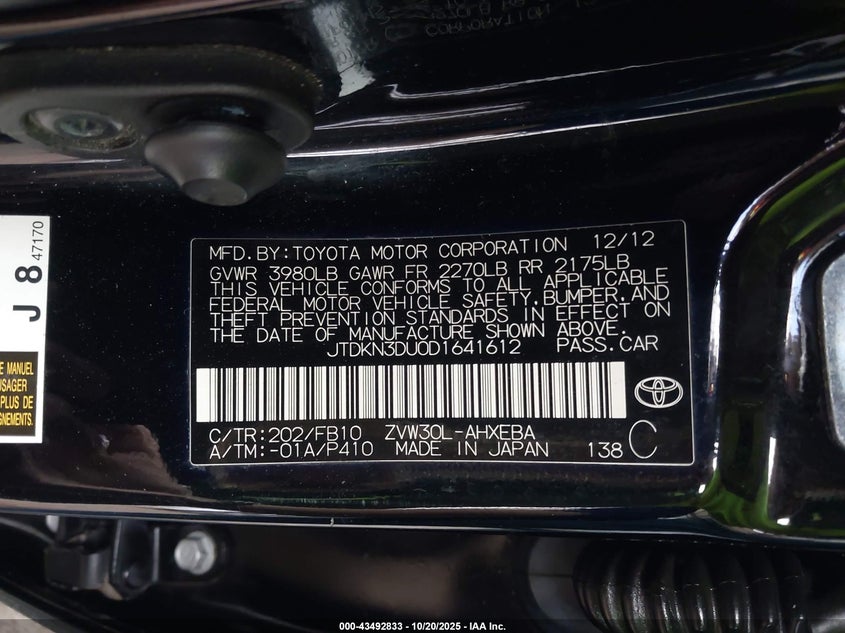 MFD.BY:TOYOTA MOTOR CORPORATION 12/12
GVWR 3980LB GAWR FR 2270LB RR 2175LB
THIS VEHICLE CONFORMS TO ALL APPLICABLE
FEDERAL MOTOR VEHICLE SAFETY,BUMPER,AND
THEFT PREVENTION STANDARDS IN EFFECT ON
THE DATE OF MANUFACTURE SHOWN ABOVE.
JTDKN3DU0D1641612 PASS.CAR
C/TR:202/FB10 ZVW30L-AHXEBA
A/TM:-01A/P410 MADE IN JAPAN 138 C
J 8 47170
E MANUEL
USAGER
PLUS DE
GNEMENTS
CORPORATION
000-43492833 - 10/20/2025 - IAA Inc.